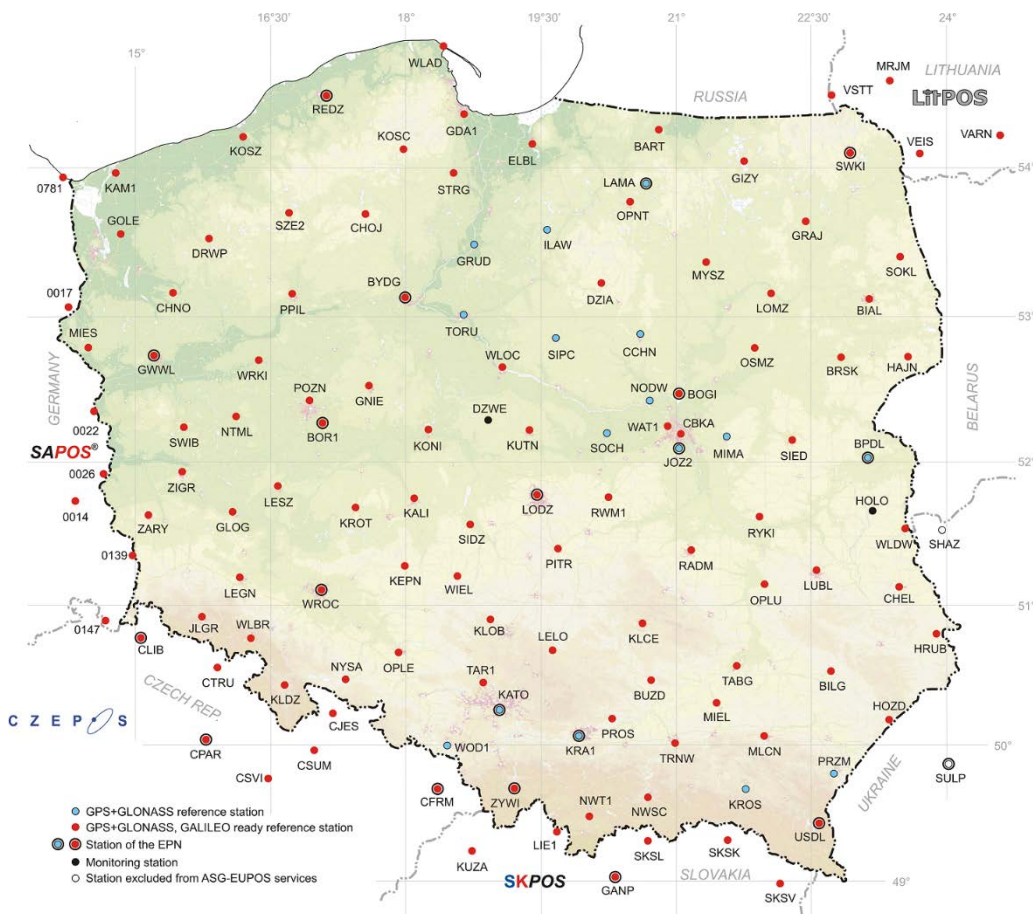 15°
16°30'
18°
19°30'
21°
22°30'
24°
WLAD
MRJM
LITHUANIA
LitPOS
VSTT
RUSSIA
REDZ
GDA1
KOSC
KOSZ
ELBL
BART
VEIS
VARN
SWKI
54°
GIZY
0781
KAM1
STRG
LAMA
OPNT
GOLE
SZE2
CHOJ
ILAW
GRAJ
DRWP
GRUD
MYSZ
SOKL
BYDG
0017
CHNO
PPIL
DZIA
LOMZ
BIAL
TORU
53°
MIES
SIPC
CCHN
GERMANY
GWWL
WRKI
WLOC
OSMZ
BRSK
HAJN
POZN
GNIE
NODW
BOGI
BELARUS
DZWE
0022
NTML
WAT1
CBKA
BPDL
SWIB
BOR1
KONI
KUTN
SOCH
MIMA
SIED
SAPOS®
JOZ2
52°
0026
ZIGR
LESZ
HOLO
0014
KALI
LODZ
RWM1
ZARY
GLOG
KROT
SIDZ
RYKI
WLDW
SHAZ
0139
PITR
RADM
KEPN
WIEL
LUBL
LEGN
WROC
OPLU
CHEL
51°
0147
JLGR
WLBR
KLOB
KLCE
CLIB
LELO
HRUB
OPLE
CTRU
NYSA
TAR1
TABG
BILG
CZECH REP.
KLDZ
KATO
BUZD
MIEL
HOZD
CZEPOS
CJES
PROS
CPAR
WOD1
KRA1
TRNW
MLCN
50°
CSUM
PRZM
UKRAINE
CSVI
SULP
CFRM
ZYWI
NWT1
NWSC
KROS
USDL
LIE1
SKSL
SKSK
KUZA
SKPOS
GANP
SLOVAKIA
SKSV
49°
GPS+GLONASS reference station
GPS+GLONASS, GALILEO ready reference station
Station of the EPN
Monitoring station
Station excluded from ASG-EUPOS services